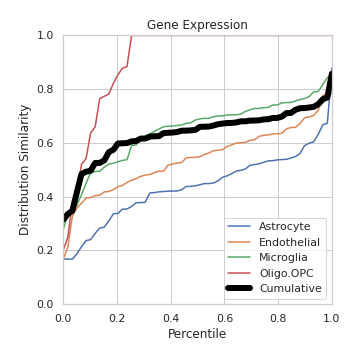 Gene Expression
1.0
0.8
0.6
0.4
0.2
0.0
Distribution Similarity
Astrocyte
Endothelial
Microglia
Oligo.OPC
Cumulative
0.0 0.2 0.4 0.6 0.8 1.0
Percentile